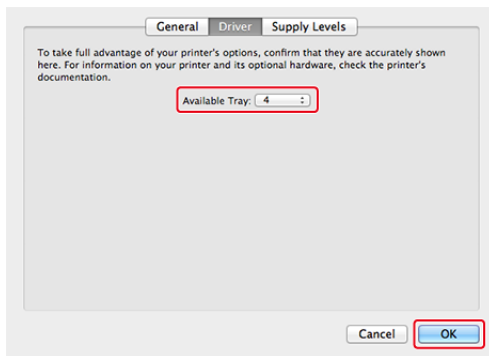 General Driver Supply Levels
To take full advantage of your printer's options, confirm that they are accurately shown
here. For information on your printer and its optional hardware, check the printer's
documentation.
Available Tray: 4
Cancel OK